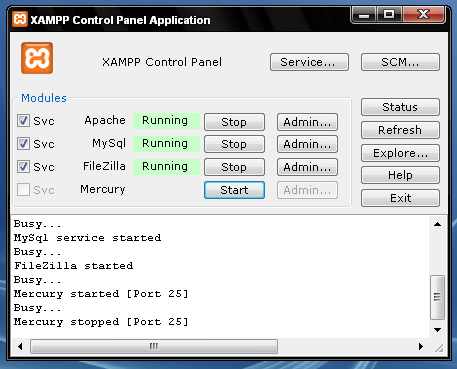 XAMPP Control Panel Application
XAMPP Control Panel Service... SCM...
Modules
Svc Apache Running Stop Admin...
Svc MySql Running Stop Admin...
Svc FileZilla Running Stop Admin...
Svc Mercury Start Admin...
Status
Refresh
Explore...
Help
Exit
Busy...
MySql service started
Busy...
FileZilla started
Busy...
Mercury started [Port 25]
Busy...
Mercury stopped [Port 25]